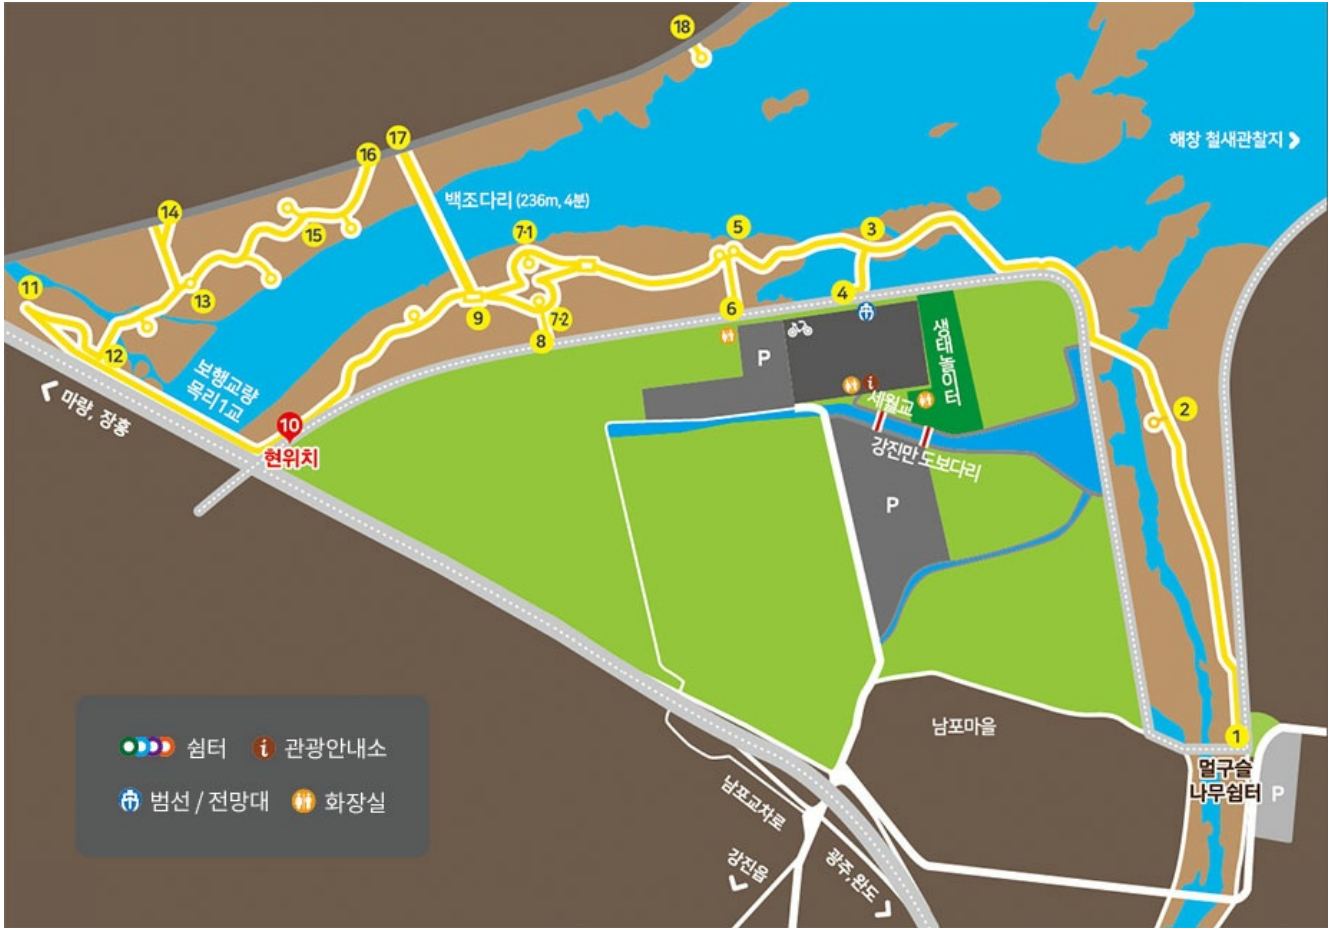 18
해창 철새관찰지
17
16
백조다리 (236m, 4분)
14
15
7-1
5
3
11
13
9
7-2
6
4
8
12
보행교량
목리1교
마량, 장흥
10
현위치
P
생태놀이터
i
세월교
강진만 도보다리
P
2
남포마을
1
멀구슬
나무쉼터
P
쉼터
i 관광안내소
범선 / 전망대
화장실
남포교차로
강진읍
광주,완도